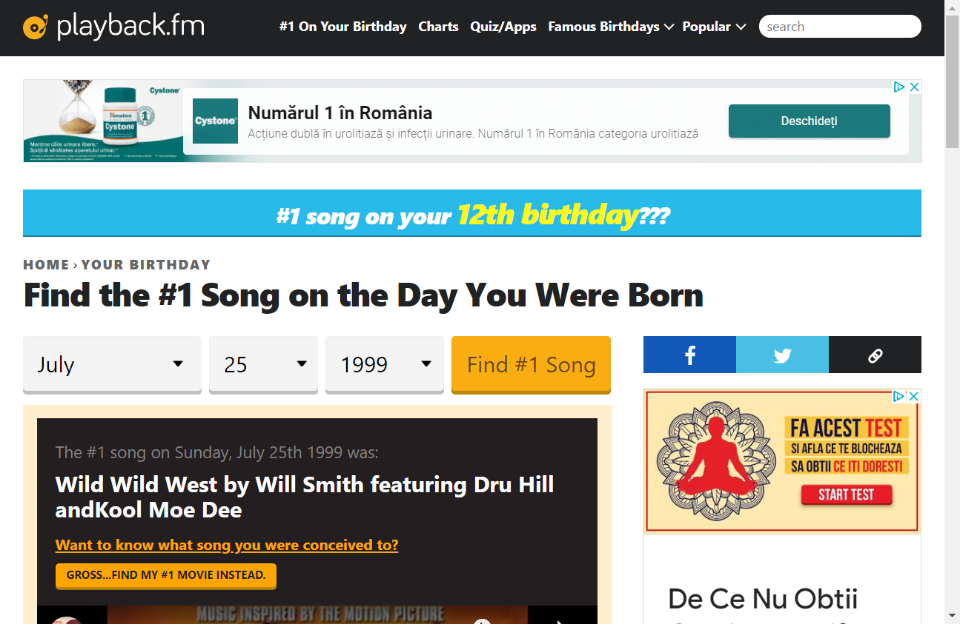 playback.fm
#1 On Your Birthday Charts Quiz/Apps Famous Birthdays Popular search
Cystone
Himalaya
Cystone
Menține căile urinare libere.
Sprijină sănătatea aparatului urinar.
Cystone
Numărul 1 în România
Acțiune dublă în urolitiază și infecții urinare. Numărul 1 în România categoria urolitiază
Deschideți
#1 song on your 12th birthday???
HOME › YOUR BIRTHDAY
Find the #1 Song on the Day You Were Born
July 25 1999 Find #1 Song
The #1 song on Sunday, July 25th 1999 was:
Wild Wild West by Will Smith featuring Dru Hill
andKool Moe Dee
Want to know what song you were conceived to?
GROSS...FIND MY #1 MOVIE INSTEAD.
MUSIC INSPIRED BY THE MOTION PICTURE
FA ACEST TEST
SI AFLA CE TE BLOCHEAZA
SA OBTII CE ITI DORESTI
START TEST
De Ce Nu Obtii